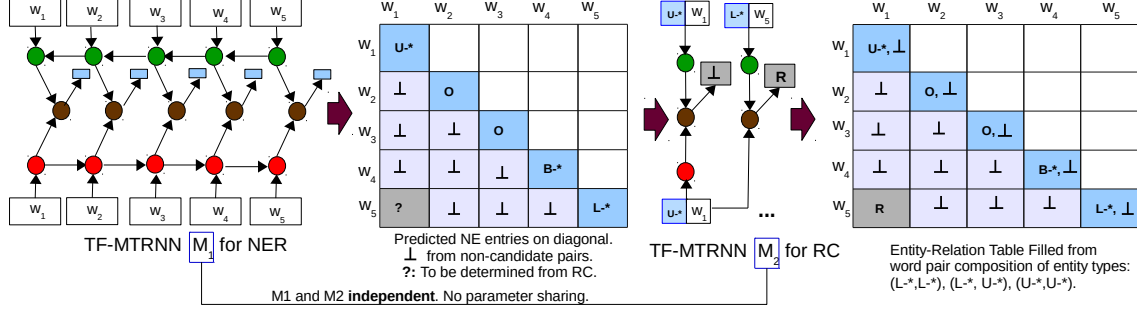 W1 W2 W3 W4 W5
W1 W2 W3 W4 W5
TF-MTRNN M1 for NER
W1 W2 W3 W4 W5
W1 U-*
W2 ⊥ O
W3 ⊥ ⊥ O
W4 ⊥ ⊥ ⊥ B-*
W5 ? ⊥ ⊥ ⊥ L-*
Predicted NE entries on diagonal.
⊥ from non-candidate pairs.
?: To be determined from RC.
U-* W1 L-* W5
⊥ R
U-* W1 ...
TF-MTRNN M2 for RC
M1 and M2 independent. No parameter sharing.
W1 W2 W3 W4 W5
W1 U-*, ⊥
W2 ⊥ O, ⊥
W3 ⊥ ⊥ O, ⊥
W4 ⊥ ⊥ ⊥ B-*, ⊥
W5 R ⊥ ⊥ ⊥ L-*, ⊥
Entity-Relation Table Filled from
word pair composition of entity types:
(L-*,L-*), (L-*, U-*), (U-*,U-*).